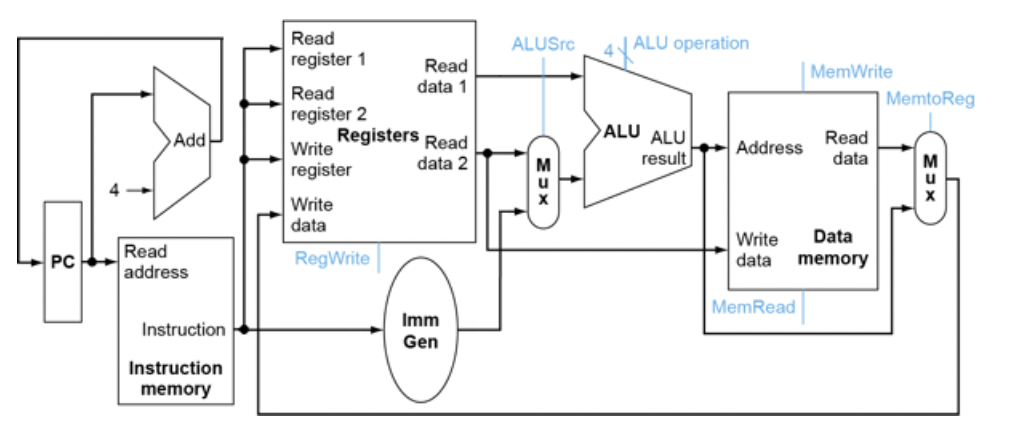 PC
4
Add
Read
address
Instruction
Instruction
memory
Read
register 1
Read
register 2
Write
register
Write
data
Registers
Read
data 1
Read
data 2
RegWrite
Imm
Gen
ALUSrc
M
u
x
4
ALU operation
ALU
ALU
result
MemWrite
Address
Read
data
Write
data
Data
memory
MemRead
MemtoReg
M
u
x